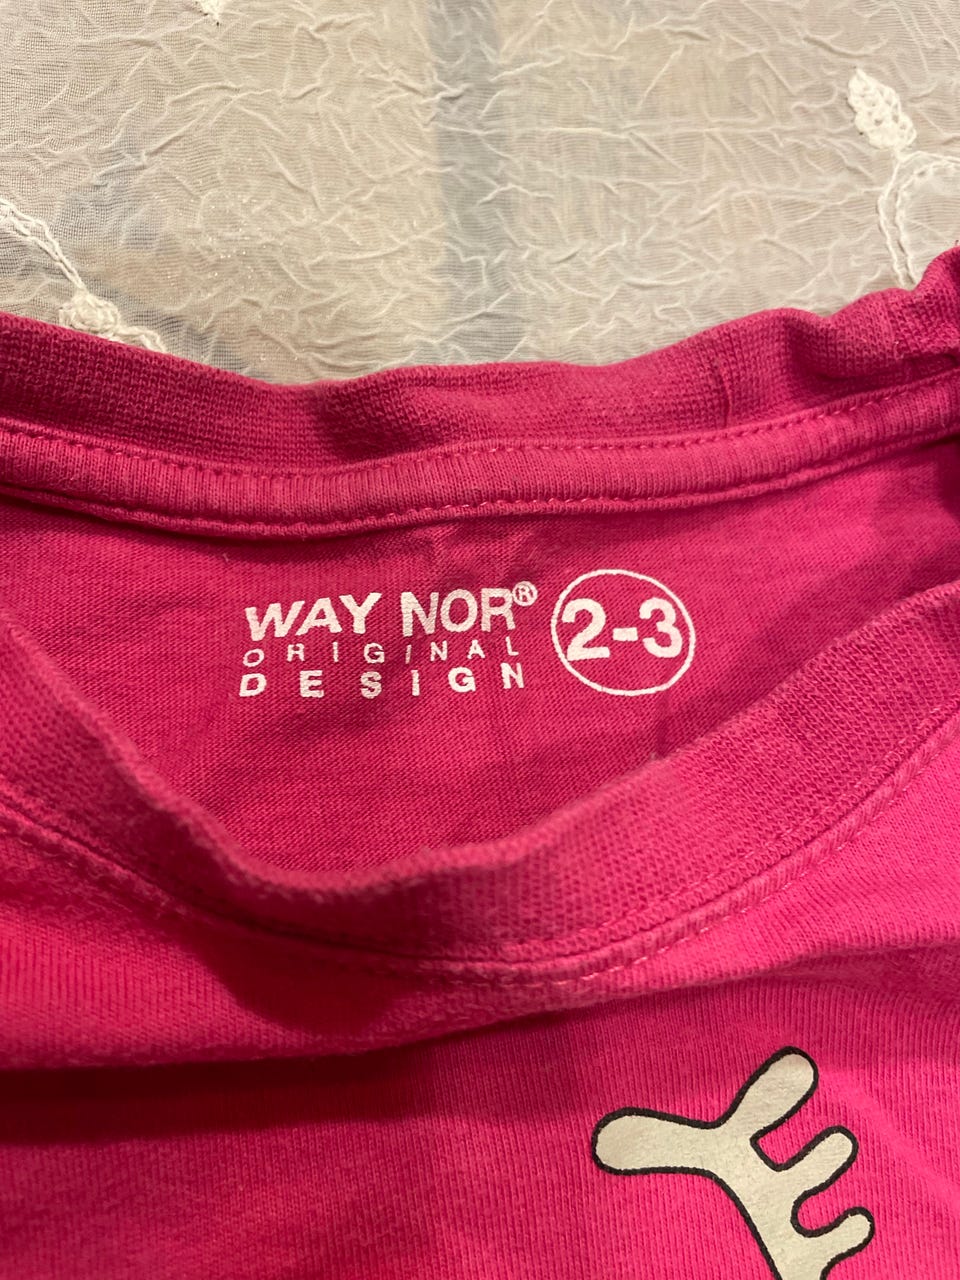 WAY NOR®
ORIGINAL
DESIGN
2-3